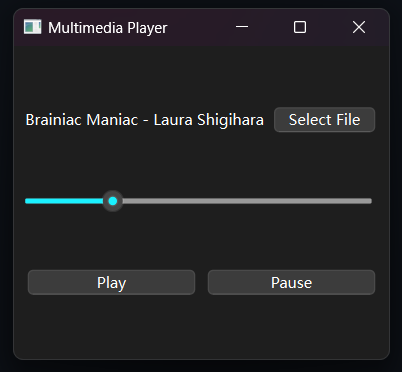 Multimedia Player
Brainiac Maniac - Laura Shigihara
Select File
Play
Pause